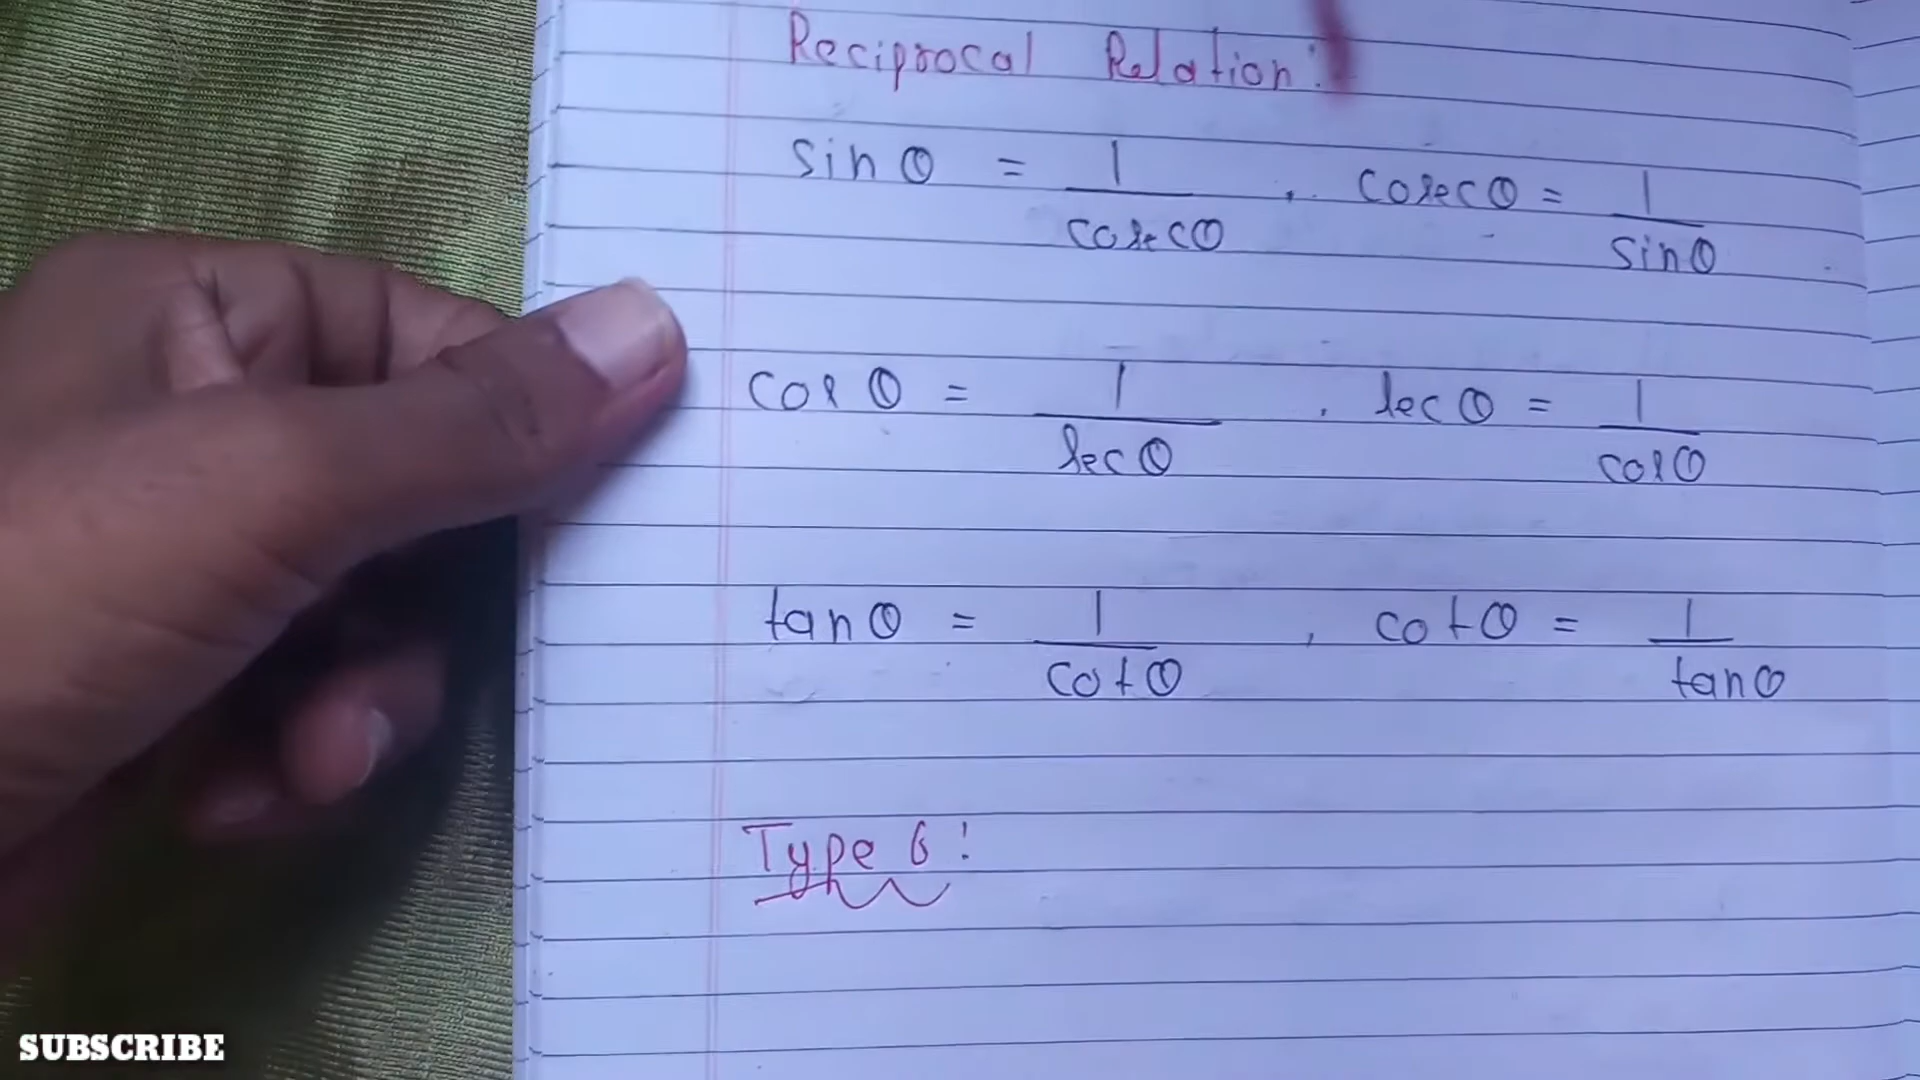 Reciprocal Relation:
sin θ = 1/cosec θ , cosec θ = 1/sin θ
cos θ = 1/sec θ , sec θ = 1/cos θ
tan θ = 1/cot θ , cot θ = 1/tan θ
Type 6:
SUBSCRIBE